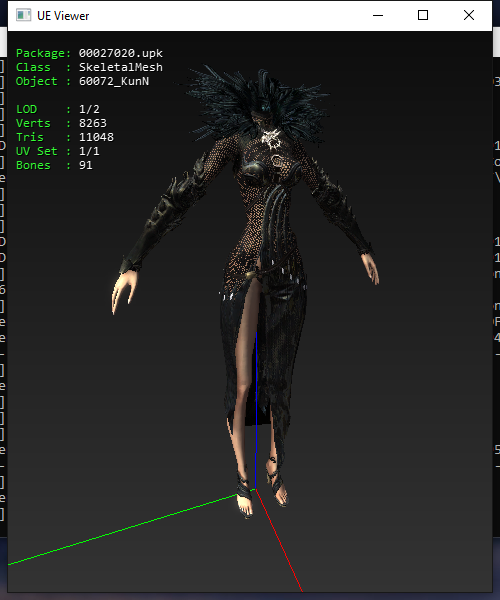 UE Viewer
Package: 00027020.upk
Class : SkeletalMesh
Object : 60072_KunN
LOD : 1/2
Verts : 8263
Tris : 11048
UV Set : 1/1
Bones : 91